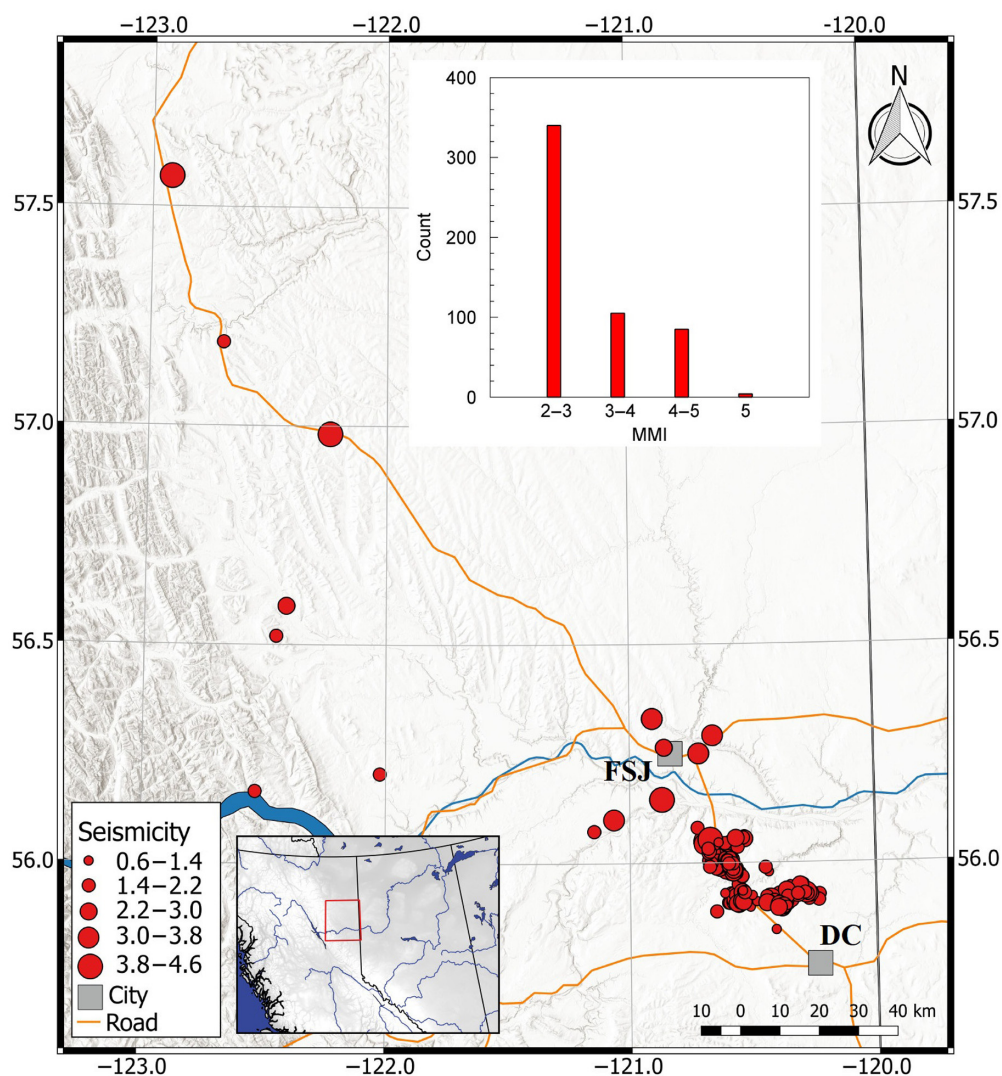 −123.0 −122.0 −121.0 −120.0
N
400
300
200
100
0
Count
2−3 3−4 4−5 5
MMI
57.5 57.5
57.0 57.0
56.5 56.5
56.0 56.0
FSJ
DC
Seismicity
0.6−1.4
1.4−2.2
2.2−3.0
3.0−3.8
3.8−4.6
City
Road
10 0 10 20 30 40 km
−123.0 −122.0 −121.0 −120.0